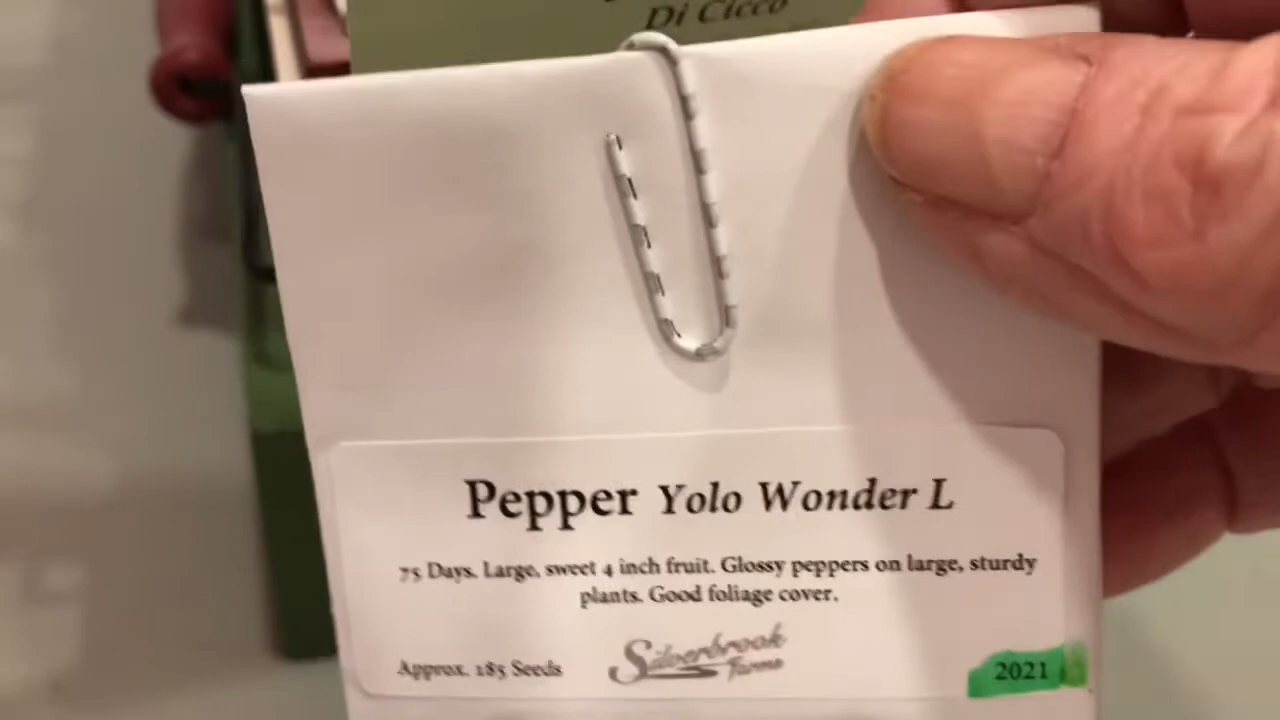 Di Cicco
Pepper Yolo Wonder L
75 Days. Large, sweet 4 inch fruit. Glossy peppers on large, sturdy
plants. Good foliage cover.
Approx. 185 Seeds
Silverbrook
Farms
2021